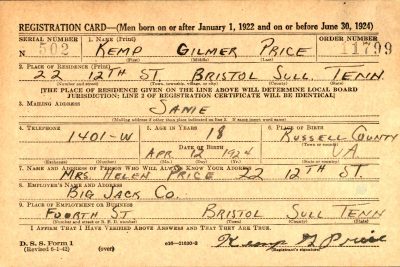 REGISTRATION CARD—(Men born on or after January 1, 1922 and on or before June 30, 1924)
SERIAL NUMBER 1. NAME (Print) ORDER NUMBER
N. 502 KEMP GILMER PRICE 11799
(First) (Middle) (Last)
2. PLACE OF RESIDENCE (Print)
22 12TH ST. BRISTOL SULL. TENN.
(Number and street) (Town, township, village, or city) (County) (State)
[THE PLACE OF RESIDENCE GIVEN ON THE LINE ABOVE WILL DETERMINE LOCAL BOARD
JURISDICTION; LINE 2 OF REGISTRATION CERTIFICATE WILL BE IDENTICAL]
3. MAILING ADDRESS
SAME
[Mailing address if other than place indicated on line 2. If same insert word same]
4. TELEPHONE 5. AGE IN YEARS 6. PLACE OF BIRTH
1401-W 18 RUSSELL COUNTY
DATE OF BIRTH (Town or county)
APR 12 1924 VA.
(Exchange) (Number) (Mo.) (Day) (Yr.) (State or country)
7. NAME AND ADDRESS OF PERSON WHO WILL ALWAYS KNOW YOUR ADDRESS
MRS. HELEN PRICE 22 12TH ST.
8. EMPLOYER'S NAME AND ADDRESS
BIG JACK CO.
9. PLACE OF EMPLOYMENT OR BUSINESS
FOURTH ST BRISTOL SULL TENN
(Number and street or R. F. D. number) (Town) (County) (State)
I AFFIRM THAT I HAVE VERIFIED ABOVE ANSWERS AND THAT THEY ARE TRUE.
D. S. S. Form 1
(Revised 6-1-42) (over) Kemp G Price
(Registrant's signature)